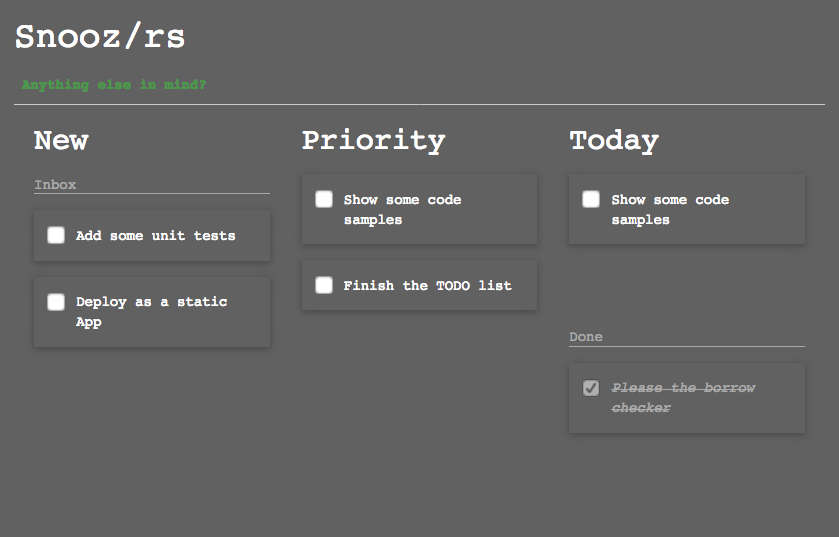 Snooz/rs
Anything else in mind?
New
Inbox
Add some unit tests
Deploy as a static
App
Priority
Show some code
samples
Finish the TODO list
Today
Show some code
samples
Done
Please the borrow
checker